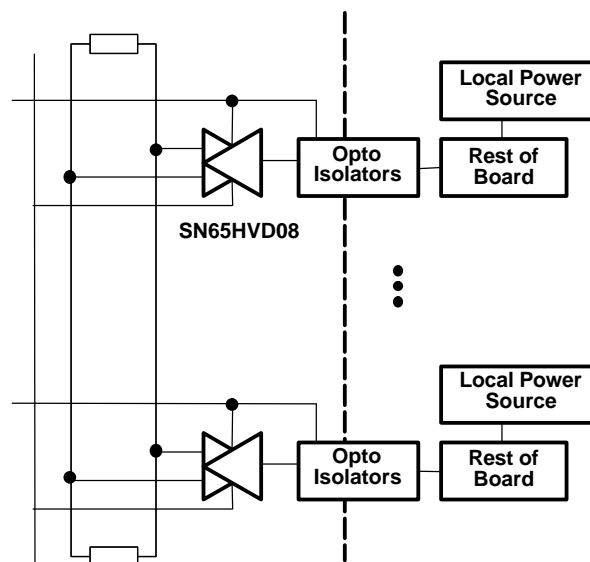 Local Power
Source
Opto
Isolators
Rest of
Board
SN65HVD08
Local Power
Source
Opto
Isolators
Rest of
Board